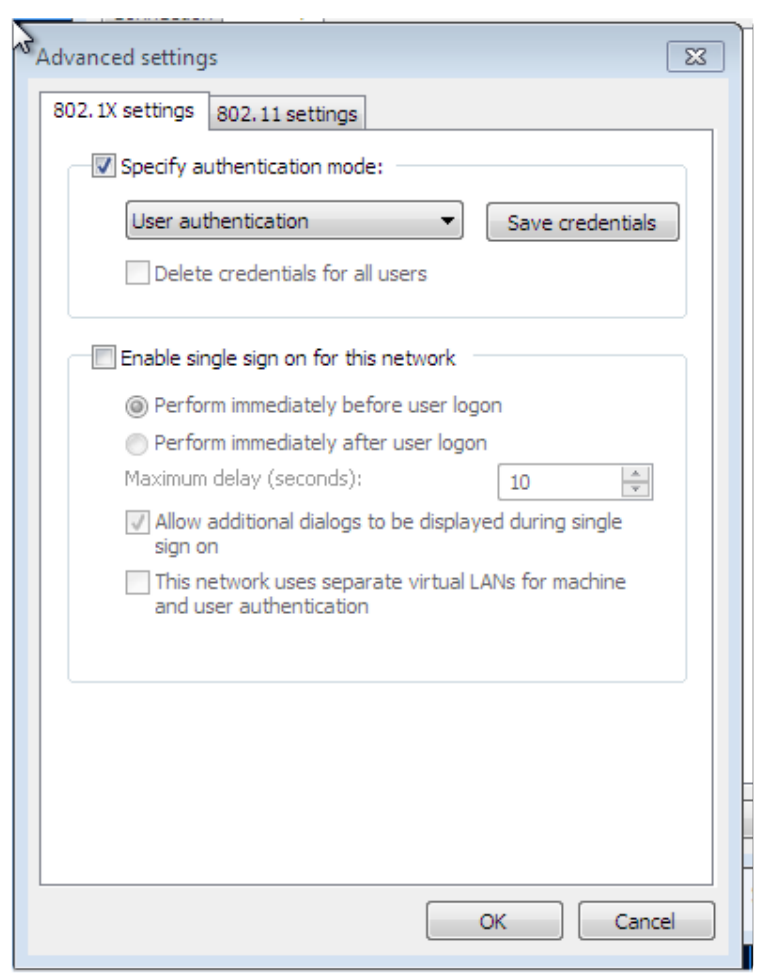 Advanced settings
802.1X settings
802.11 settings
Specify authentication mode:
User authentication
Save credentials
Delete credentials for all users
Enable single sign on for this network
Perform immediately before user logon
Perform immediately after user logon
Maximum delay (seconds):
10
Allow additional dialogs to be displayed during single
sign on
This network uses separate virtual LANs for machine
and user authentication
OK
Cancel